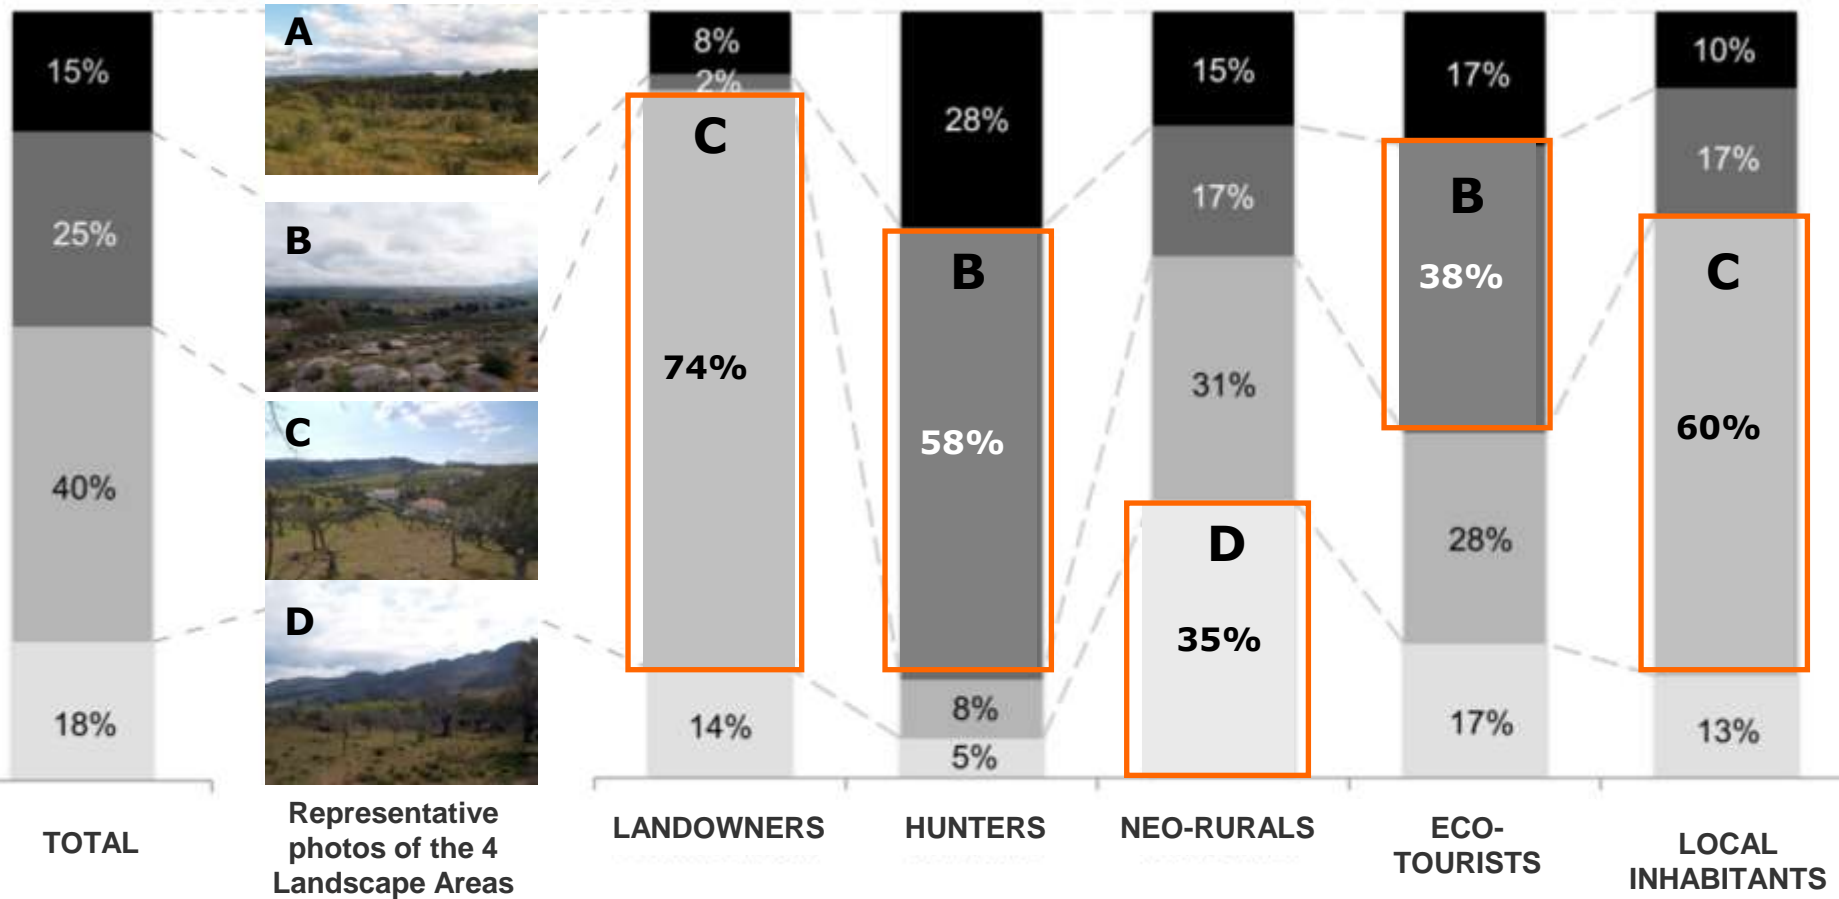 15%
25%
40%
18%
TOTAL
A
B
C
D
Representative
photos of the 4
Landscape Areas
8%
2%
C
74%
14%
LANDOWNERS
28%
B
58%
8%
5%
HUNTERS
15%
17%
31%
D
35%
NEO-RURALS
17%
B
38%
28%
17%
ECO-
TOURISTS
10%
17%
C
60%
13%
LOCAL
INHABITANTS